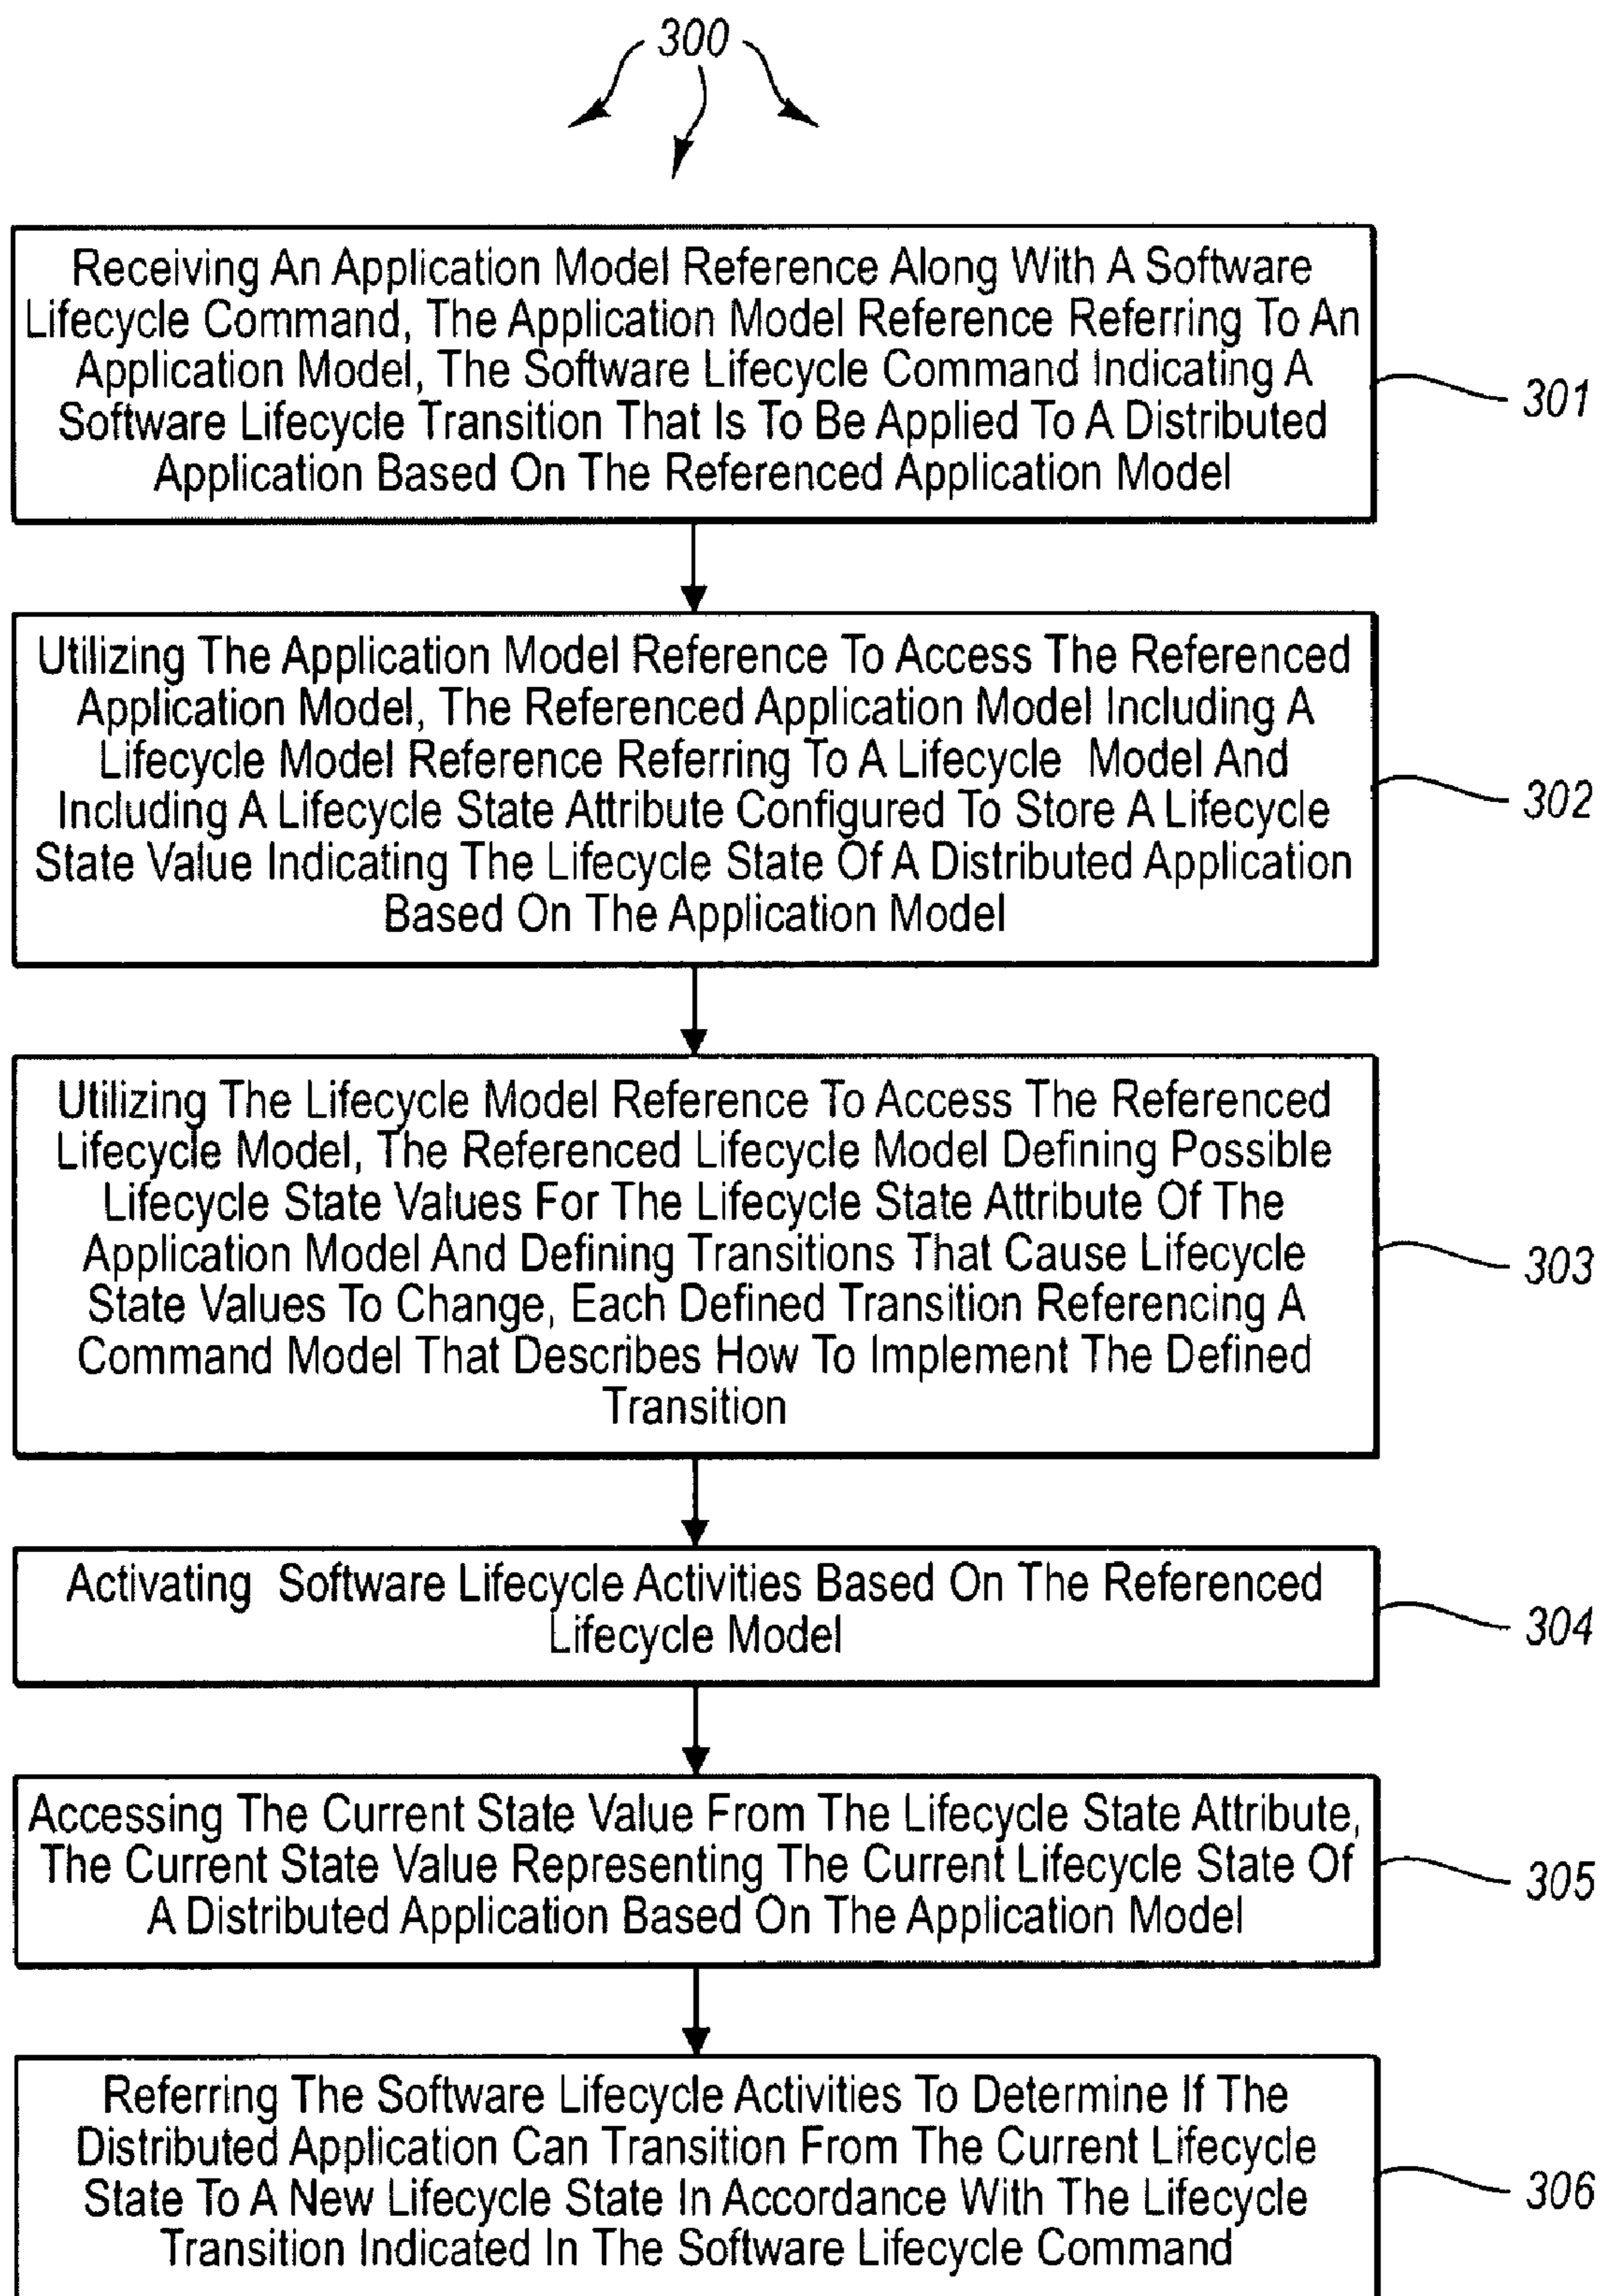 300
Receiving An Application Model Reference Along With A Software
Lifecycle Command, The Application Model Reference Referring To An
Application Model, The Software Lifecycle Command Indicating A
Software Lifecycle Transition That Is To Be Applied To A Distributed
Application Based On The Referenced Application Model
301
Utilizing The Application Model Reference To Access The Referenced
Application Model, The Referenced Application Model Including A
Lifecycle Model Reference Referring To A Lifecycle Model And
Including A Lifecycle State Attribute Configured To Store A Lifecycle
State Value Indicating The Lifecycle State Of A Distributed Application
Based On The Application Model
302
Utilizing The Lifecycle Model Reference To Access The Referenced
Lifecycle Model, The Referenced Lifecycle Model Defining Possible
Lifecycle State Values For The Lifecycle State Attribute Of The
Application Model And Defining Transitions That Cause Lifecycle
State Values To Change, Each Defined Transition Referencing A
Command Model That Describes How To Implement The Defined
Transition
303
Activating Software Lifecycle Activities Based On The Referenced
Lifecycle Model
304
Accessing The Current State Value From The Lifecycle State Attribute,
The Current State Value Representing The Current Lifecycle State Of
A Distributed Application Based On The Application Model
305
Referring The Software Lifecycle Activities To Determine If The
Distributed Application Can Transition From The Current Lifecycle
State To A New Lifecycle State In Accordance With The Lifecycle
Transition Indicated In The Software Lifecycle Command
306